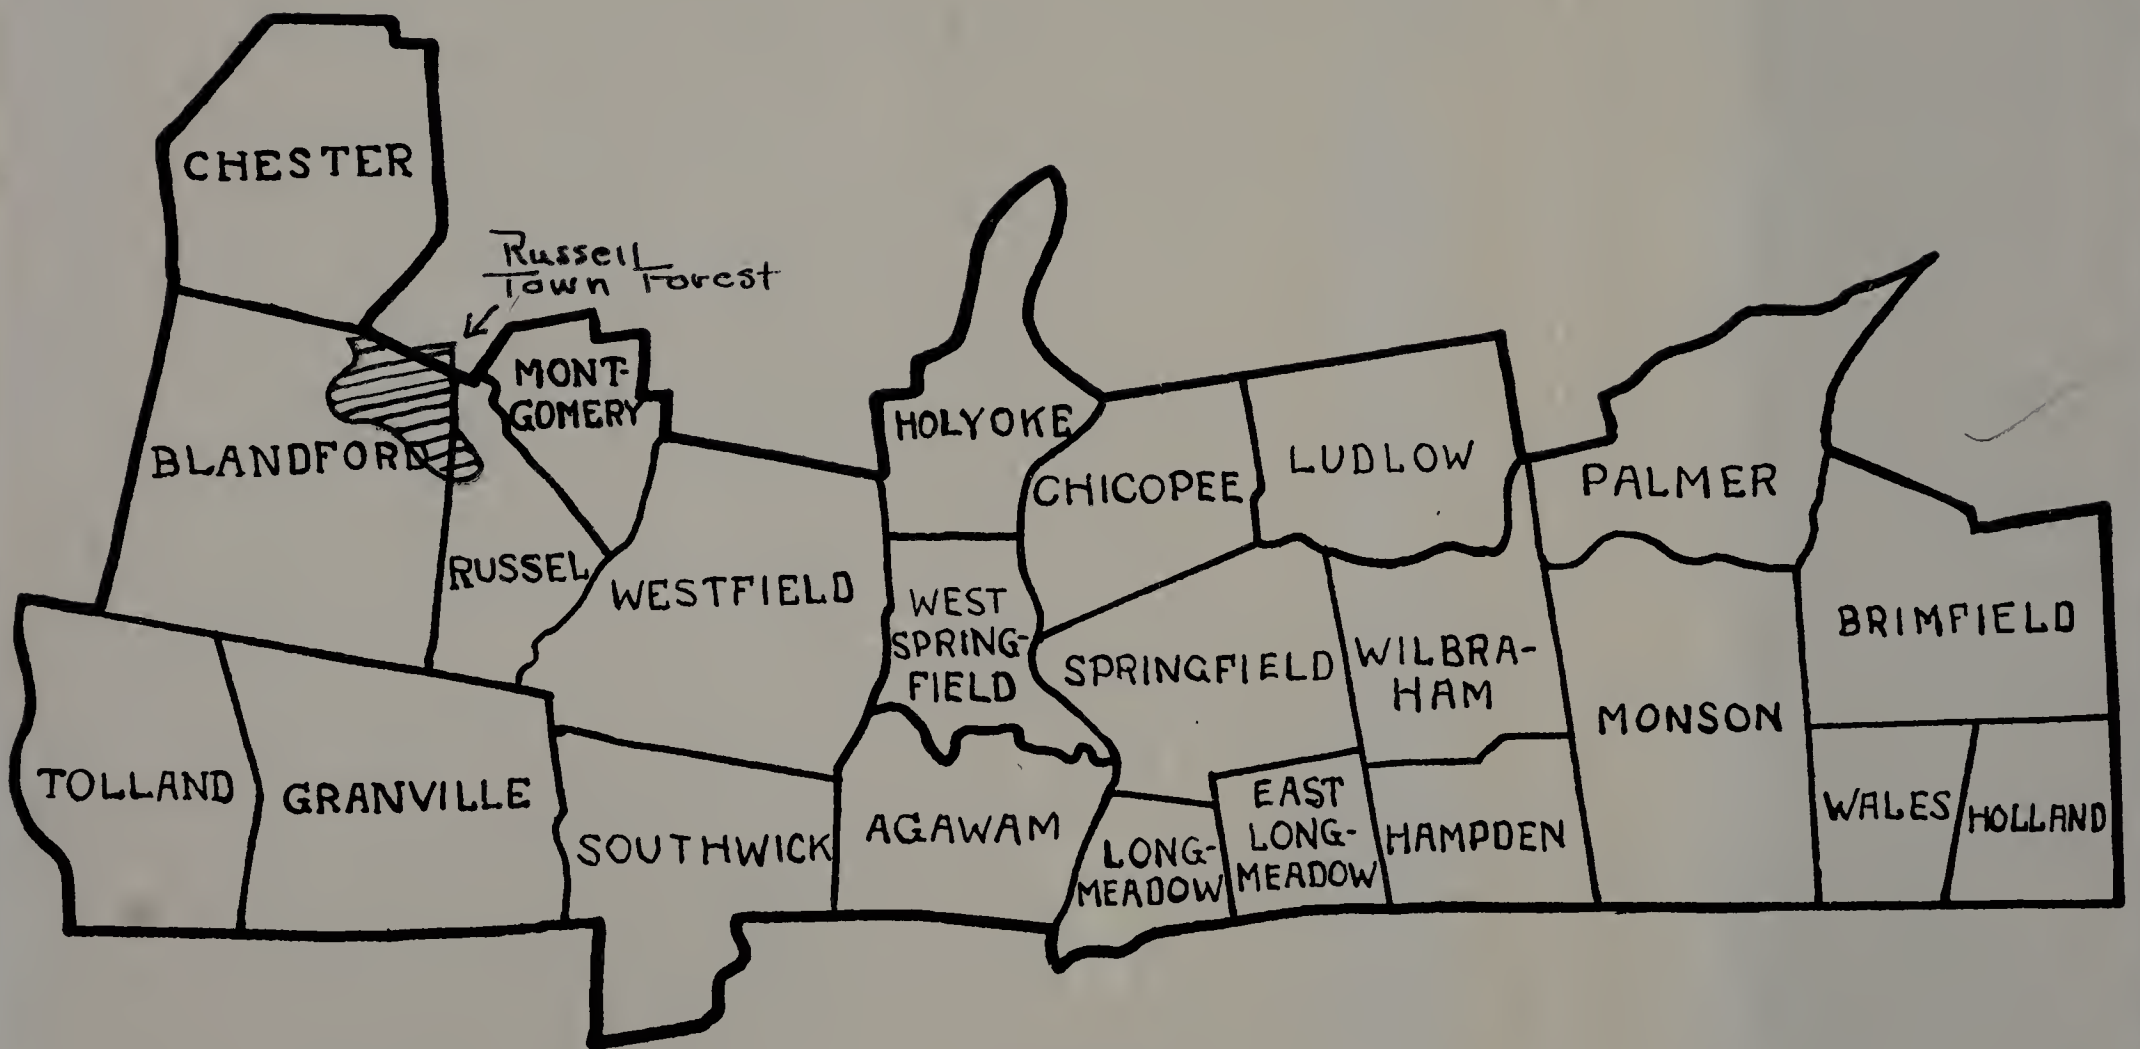 CHESTER
Russell
Town Forest
MONT-
GOMERY
BLANDFORD
HOLYOKE
CHICOPEE
LUDLOW
PALMER
RUSSEL
WESTFIELD
WEST
SPRING-
FIELD
SPRINGFIELD
WILBRA-
HAM
BRIMFIELD
MONSON
TOLLAND
GRANVILLE
SOUTHWICK
AGAWAM
LONG-
MEADOW
EAST
LONG-
MEADOW
HAMPDEN
WALES
HOLLAND